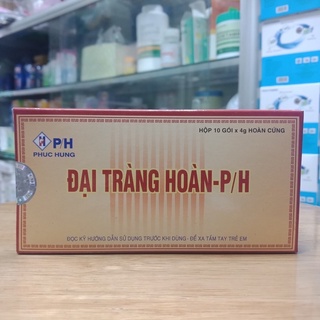 HỘP 10 GÓI x 4g HOÀN CỨNG
PH
PHUC HUNG
ĐẠI TRÀNG HOÀN-P/H
ĐỌC KỸ HƯỚNG DẪN SỬ DỤNG TRƯỚC KHI DÙNG - ĐỂ XA TẦM TAY TRẺ EM